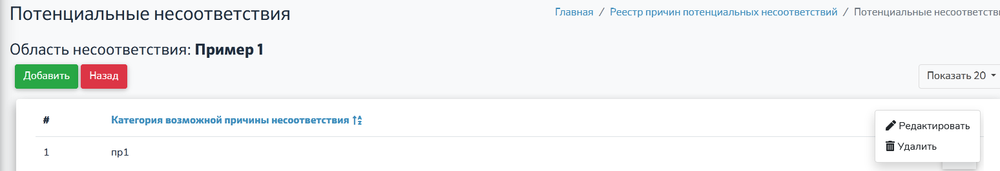 Потенциальные несоответствия
Главная / Реестр причин потенциальных несоответствий / Потенциальные несоответстви
Область несоответствия: Пример 1
Добавить Назад
Показать 20
# Категория возможной причины несоответствия
Редактировать
Удалить
1 пр1